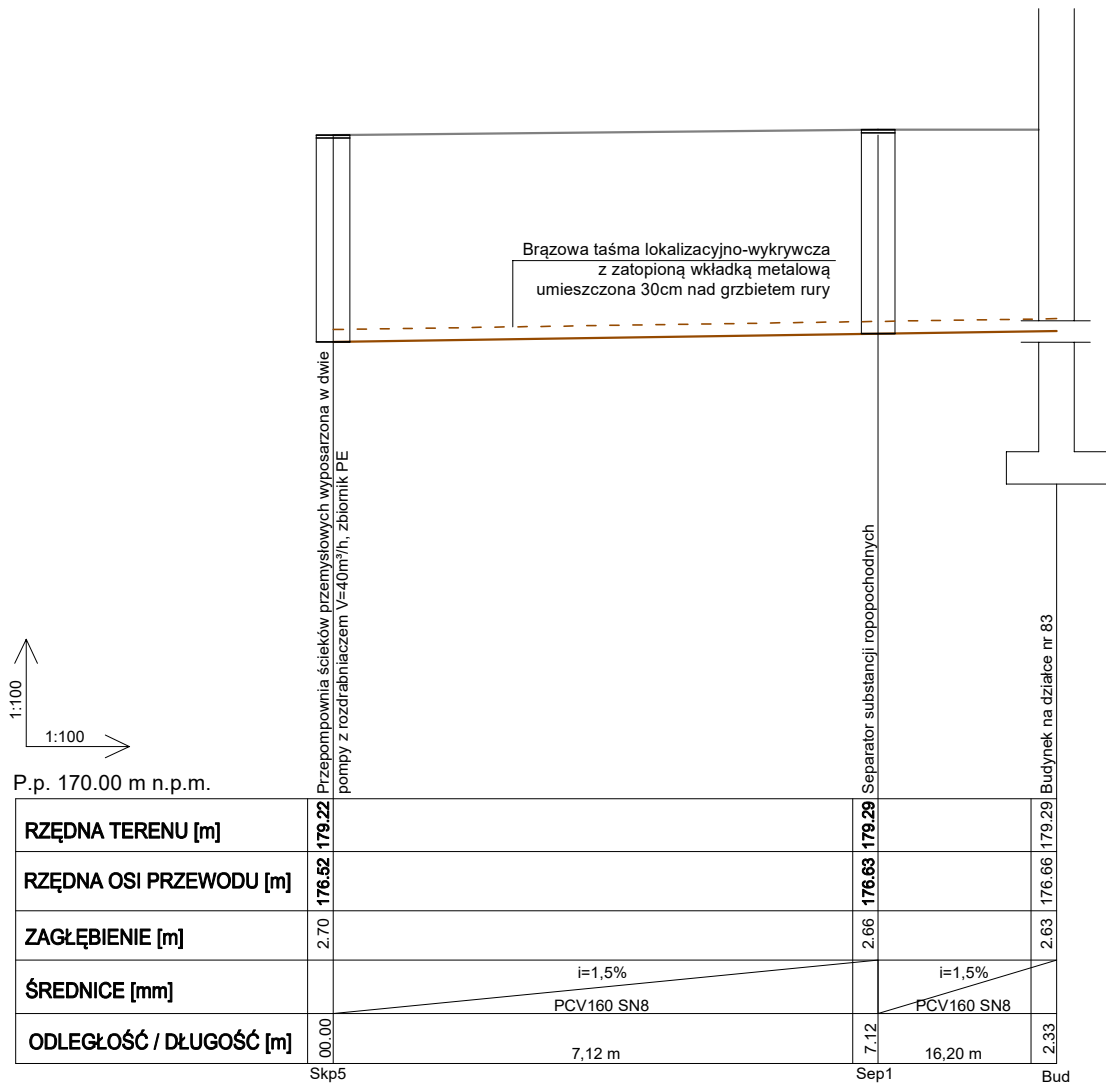 Brązowa taśma lokalizacyjno-wykrywcza
z zatopioną wkładką metalową
umieszczona 30cm nad grzbietem rury
Przepompownia ścieków przemysłowych wyposarzona w dwie
pompy z rozdrabniaczem V=40m³/h, zbiornik PE
Separator substancji ropopochodnych
Budynek na działce nr 83
1:100
1:100
P.p. 170.00 m n.p.m.
RZĘDNA TERENU [m] 179.22 179.29 179.29
RZĘDNA OSI PRZEWODU [m] 176.52 176.63 176.66
ZAGŁĘBIENIE [m] 2.70 2.66 2.63
ŚREDNICE [mm] i=1,5% PCV160 SN8 i=1,5% PCV160 SN8
ODLEGŁOŚĆ / DŁUGOŚĆ [m] 00.00 7,12 m 7.12 16,20 m 2.33
Skp5 Sep1 Bud